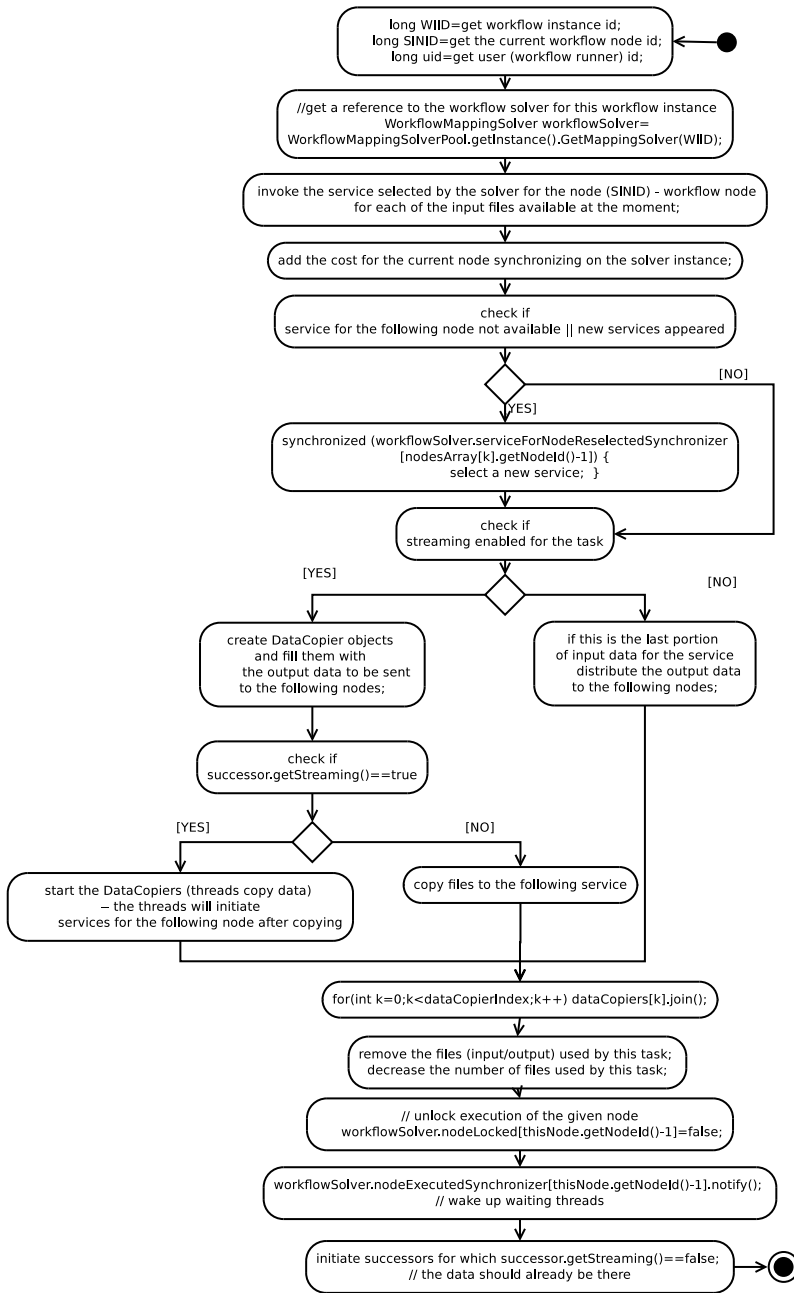 long WIID=get workflow instance id;
long SINID=get the current workflow node id;
long uid=get user (workflow runner) id;
//get a reference to the workflow solver for this workflow instance
WorkflowMappingSolver workflowSolver=
WorkflowMappingSolverPool.getInstance().GetMappingSolver(WIID);
invoke the service selected by the solver for the node (SINID) - workflow node
for each of the input files available at the moment;
add the cost for the current node synchronizing on the solver instance;
check if
service for the following node not available || new services appeared
[NO]
[YES]
synchronized (workflowSolver.serviceForNodeReselectedSynchronizer
[nodesArray[k].getNodeId()-1]) {
select a new service; }
check if
streaming enabled for the task
[YES]
[NO]
create DataCopier objects
and fill them with
the output data to be sent
to the following nodes;
if this is the last portion
of input data for the service
distribute the output data
to the following nodes;
check if
successor.getStreaming()==true
[YES]
[NO]
start the DataCopiers (threads copy data)
– the threads will initiate
services for the following node after copying
copy files to the following service
for(int k=0;k<dataCopierIndex;k++) dataCopiers[k].join();
remove the files (input/output) used by this task;
decrease the number of files used by this task;
// unlock execution of the given node
workflowSolver.nodeLocked[thisNode.getNodeId()-1]=false;
workflowSolver.nodeExecutedSynchronizer[thisNode.getNodeId()-1].notify();
// wake up waiting threads
initiate successors for which successor.getStreaming()==false;
// the data should already be there